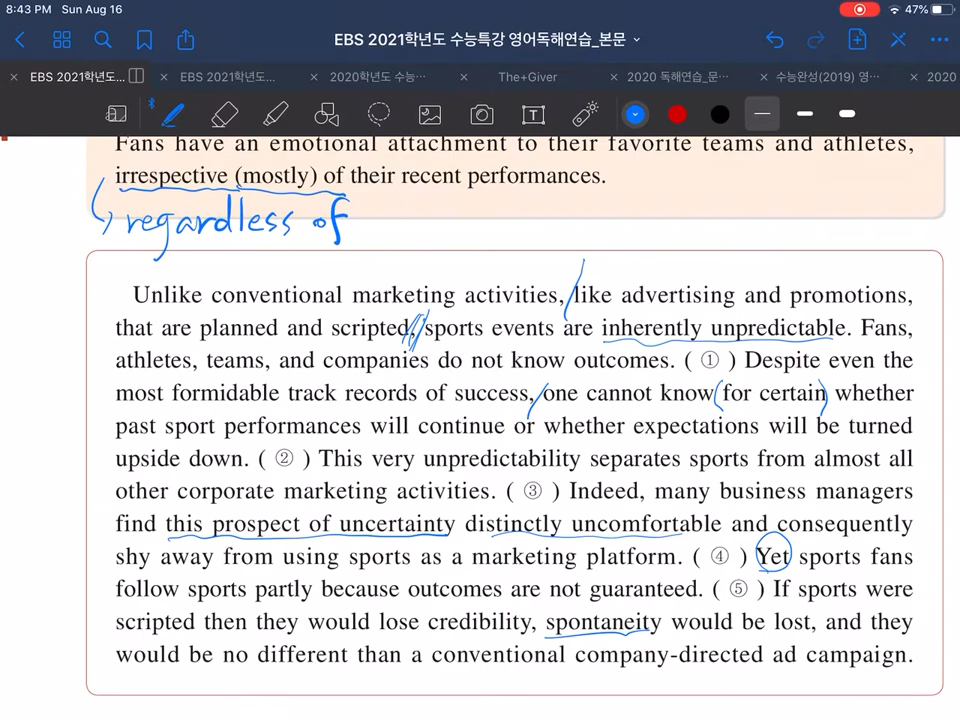 8:43 PM Sun Aug 16 47%
EBS 2021학년도 수능특강 영어독해연습_본문
× EBS 2021학년도... × EBS 2021학년도... × 2020학년도 수능… × The+Giver × 2020 독해연습_문… × 수능완성(2019) 영… × 2020
Fans have an emotional attachment to their favorite teams and athletes,
irrespective (mostly) of their recent performances.
regardless of
Unlike conventional marketing activities, like advertising and promotions,
that are planned and scripted, sports events are inherently unpredictable. Fans,
athletes, teams, and companies do not know outcomes. ( ① ) Despite even the
most formidable track records of success, one cannot know (for certain) whether
past sport performances will continue or whether expectations will be turned
upside down. ( ② ) This very unpredictability separates sports from almost all
other corporate marketing activities. ( ③ ) Indeed, many business managers
find this prospect of uncertainty distinctly uncomfortable and consequently
shy away from using sports as a marketing platform. ( ④ ) Yet sports fans
follow sports partly because outcomes are not guaranteed. ( ⑤ ) If sports were
scripted then they would lose credibility, spontaneity would be lost, and they
would be no different than a conventional company-directed ad campaign.